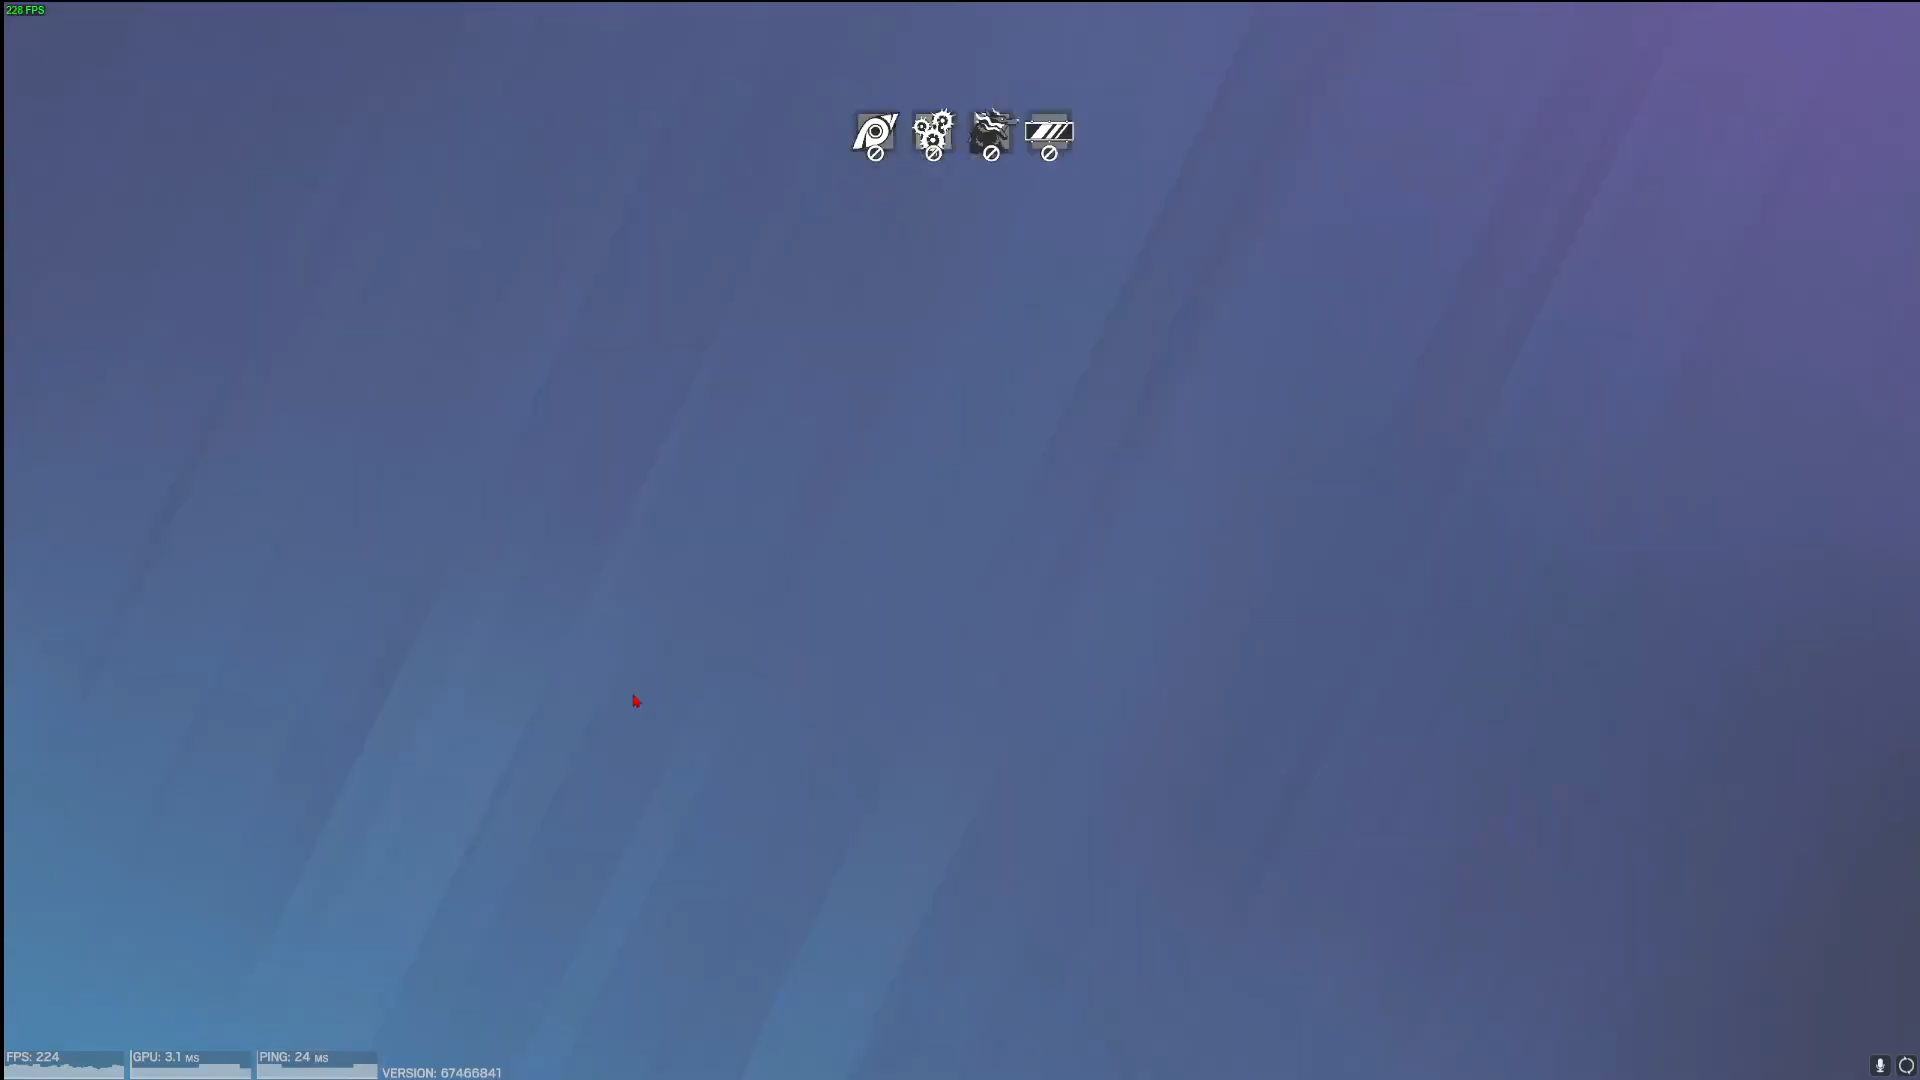 228 FPS
FPS: 224
GPU: 3.1 MS
PING: 24 MS
VERSION: 67466841